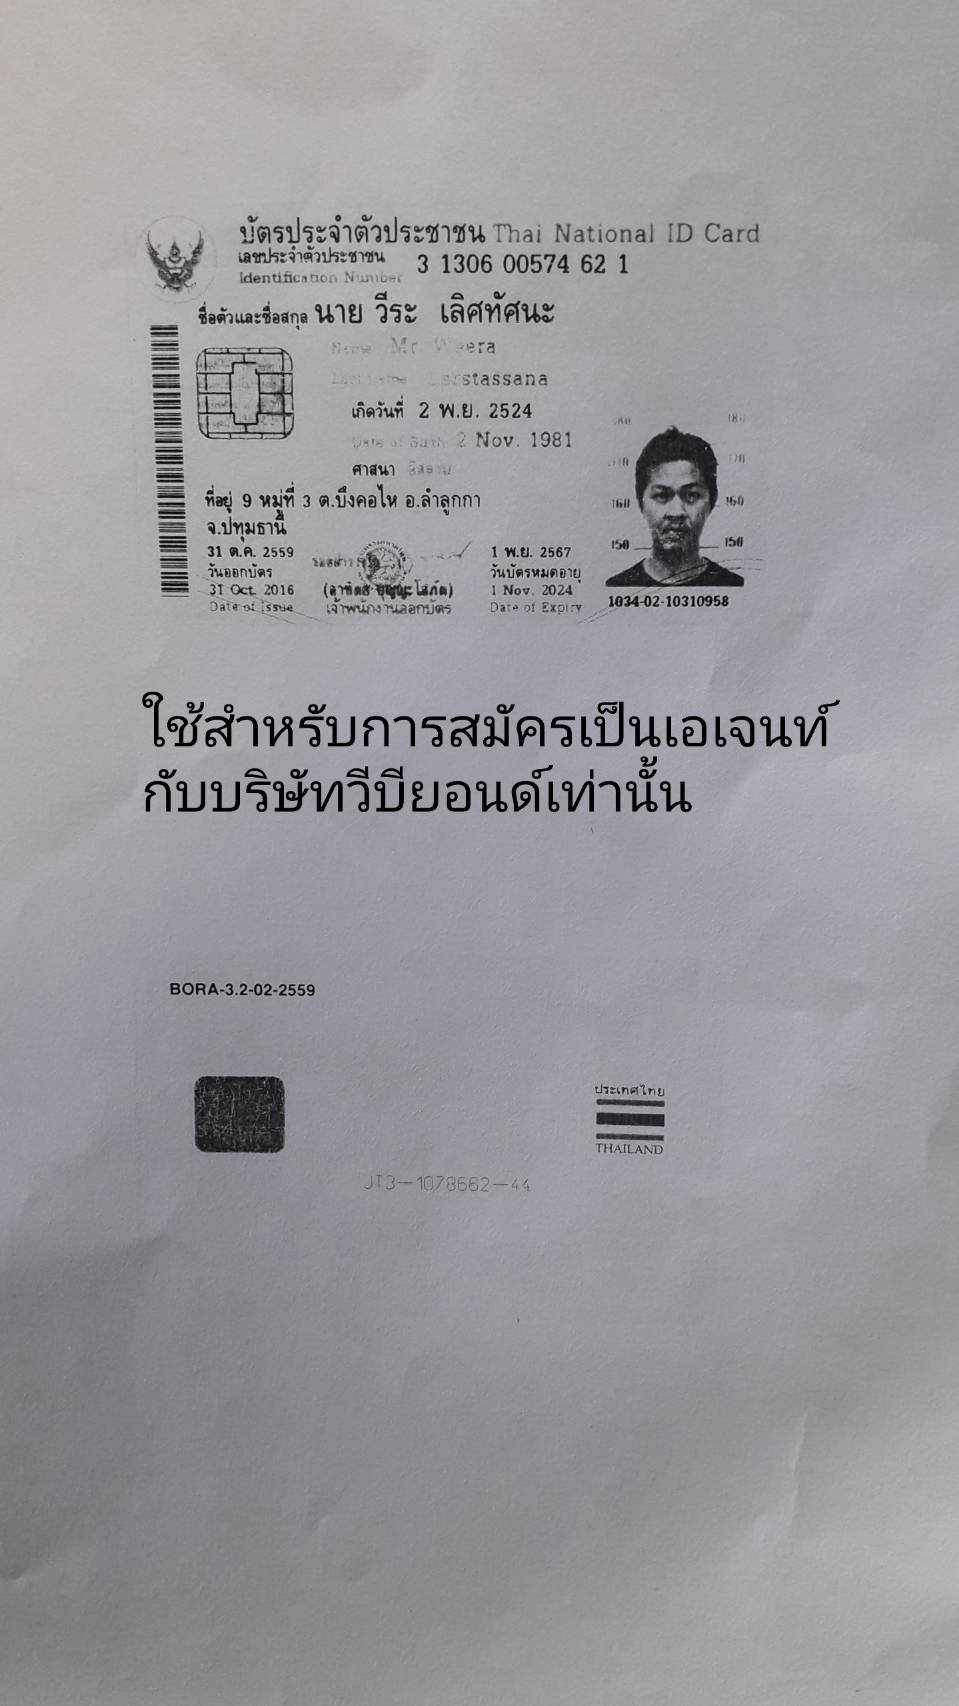 บัตรประจำตัวประชาชน Thai National ID Card
เลขประจำตัวประชาชน 3 1306 00574 62 1
Identification Number
ชื่อตัวและชื่อสกุล นาย วีระ เลิศทัศนะ
Name Mr
Last name
เกิดวันที่ 2 พ.ย. 2524
Date of Birth 2 Nov. 1981
ศาสนา อิสลาม
ที่อยู่ 9 หมู่ที่ 3 ต.บึงคอไห อ.ลำลูกกา
จ.ปทุมธานี
31 ต.ค. 2559
วันออกบัตร
31 Oct. 2016
Date of Issue
เจ้าพนักงานออกบัตร
1 พ.ย. 2567
วันบัตรหมดอายุ
1 Nov. 2024
Date of Expiry
180 180
170 170
160 160
150 150
1034-02-10310958
ใช้สำหรับการสมัครเป็นเอเจนท์
กับบริษัทวีบียอนด์เท่านั้น
BORA-3.2-02-2559
ประเทศไทย
THAILAND
JT3-1078662-44